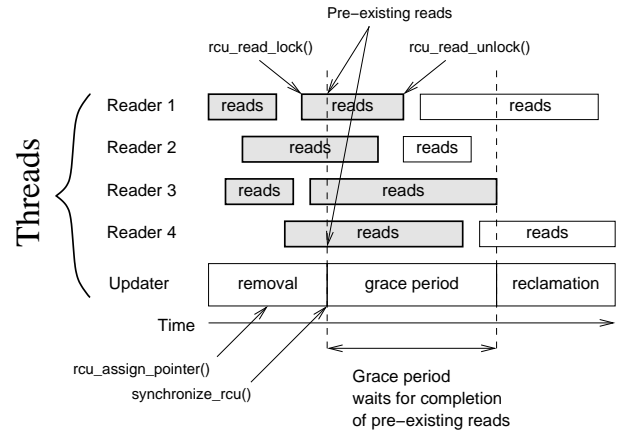 Pre-existing reads
rcu_read_lock()
rcu_read_unlock()
Threads
Reader 1
reads
reads
reads
Reader 2
reads
reads
Reader 3
reads
reads
Reader 4
reads
reads
Updater
removal
grace period
reclamation
Time
rcu_assign_pointer()
synchronize_rcu()
Grace period
waits for completion
of pre-existing reads